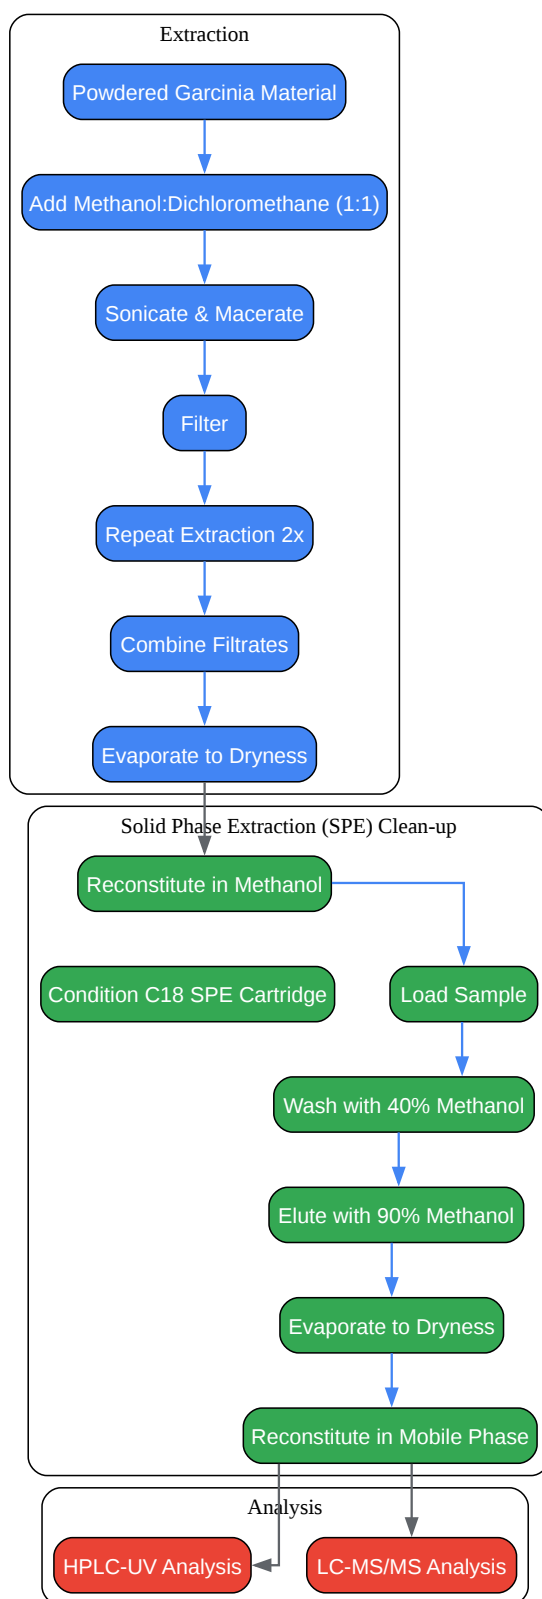 Extraction
Powdered Garcinia Material
Add Methanol:Dichloromethane (1:1)
Sonicate & Macerate
Filter
Repeat Extraction 2x
Combine Filtrates
Evaporate to Dryness
Solid Phase Extraction (SPE) Clean-up
Reconstitute in Methanol
Condition C18 SPE Cartridge
Load Sample
Wash with 40% Methanol
Elute with 90% Methanol
Evaporate to Dryness
Reconstitute in Mobile Phase
Analysis
HPLC-UV Analysis
LC-MS/MS Analysis